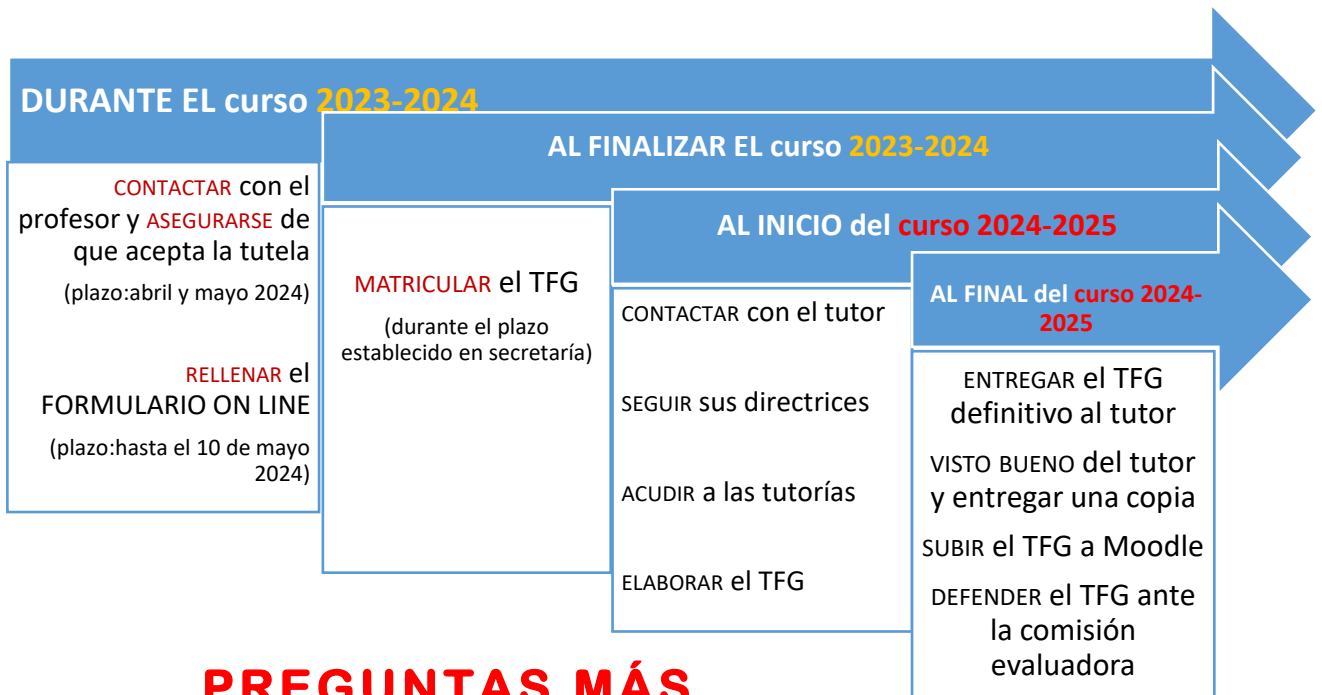 DURANTE EL curso 2023-2024
CONTACTAR con el
profesor y ASEGURARSE de
que acepta la tutela
(plazo:abril y mayo 2024)
RELLENAR el
FORMULARIO ON LINE
(plazo:hasta el 10 de mayo
2024)
AL FINALIZAR EL curso 2023-2024
MATRICULAR el TFG
(durante el plazo
establecido en secretaría)
AL INICIO del curso 2024-2025
CONTACTAR con el tutor
SEGUIR sus directrices
ACUDIR a las tutorías
ELABORAR el TFG
AL FINAL del curso 2024-
2025
ENTREGAR el TFG
definitivo al tutor
VISTO BUENO del tutor
y entregar una copia
SUBIR el TFG a Moodle
DEFENDER el TFG ante
la comisión
evaluadora
PREGUNTAS MÁS